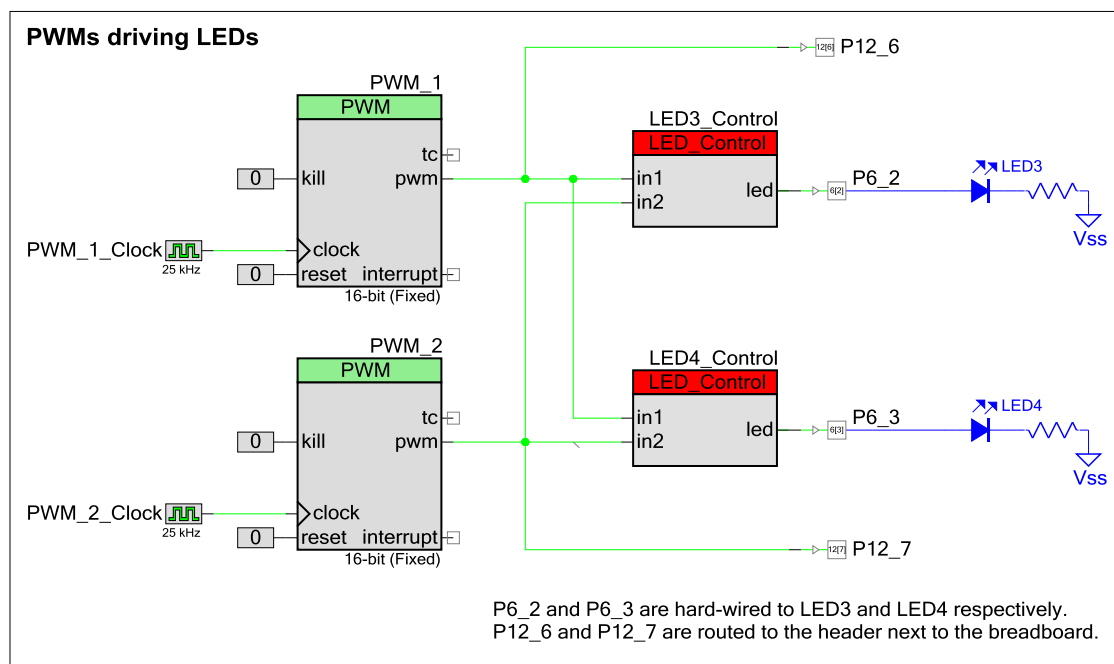 PWMs driving LEDs
12[6] P12_6
PWM_1
PWM
tc
0 kill
pwm
PWM_1_Clock
25 kHz
clock
0 reset
interrupt
16-bit (Fixed)
LED3_Control
LED_Control
in1
in2
led
6[2] P6_2
LED3
Vss
PWM_2
PWM
tc
0 kill
pwm
PWM_2_Clock
25 kHz
clock
0 reset
interrupt
16-bit (Fixed)
LED4_Control
LED_Control
in1
in2
led
6[3] P6_3
LED4
Vss
12[7] P12_7
P6_2 and P6_3 are hard-wired to LED3 and LED4 respectively.
P12_6 and P12_7 are routed to the header next to the breadboard.